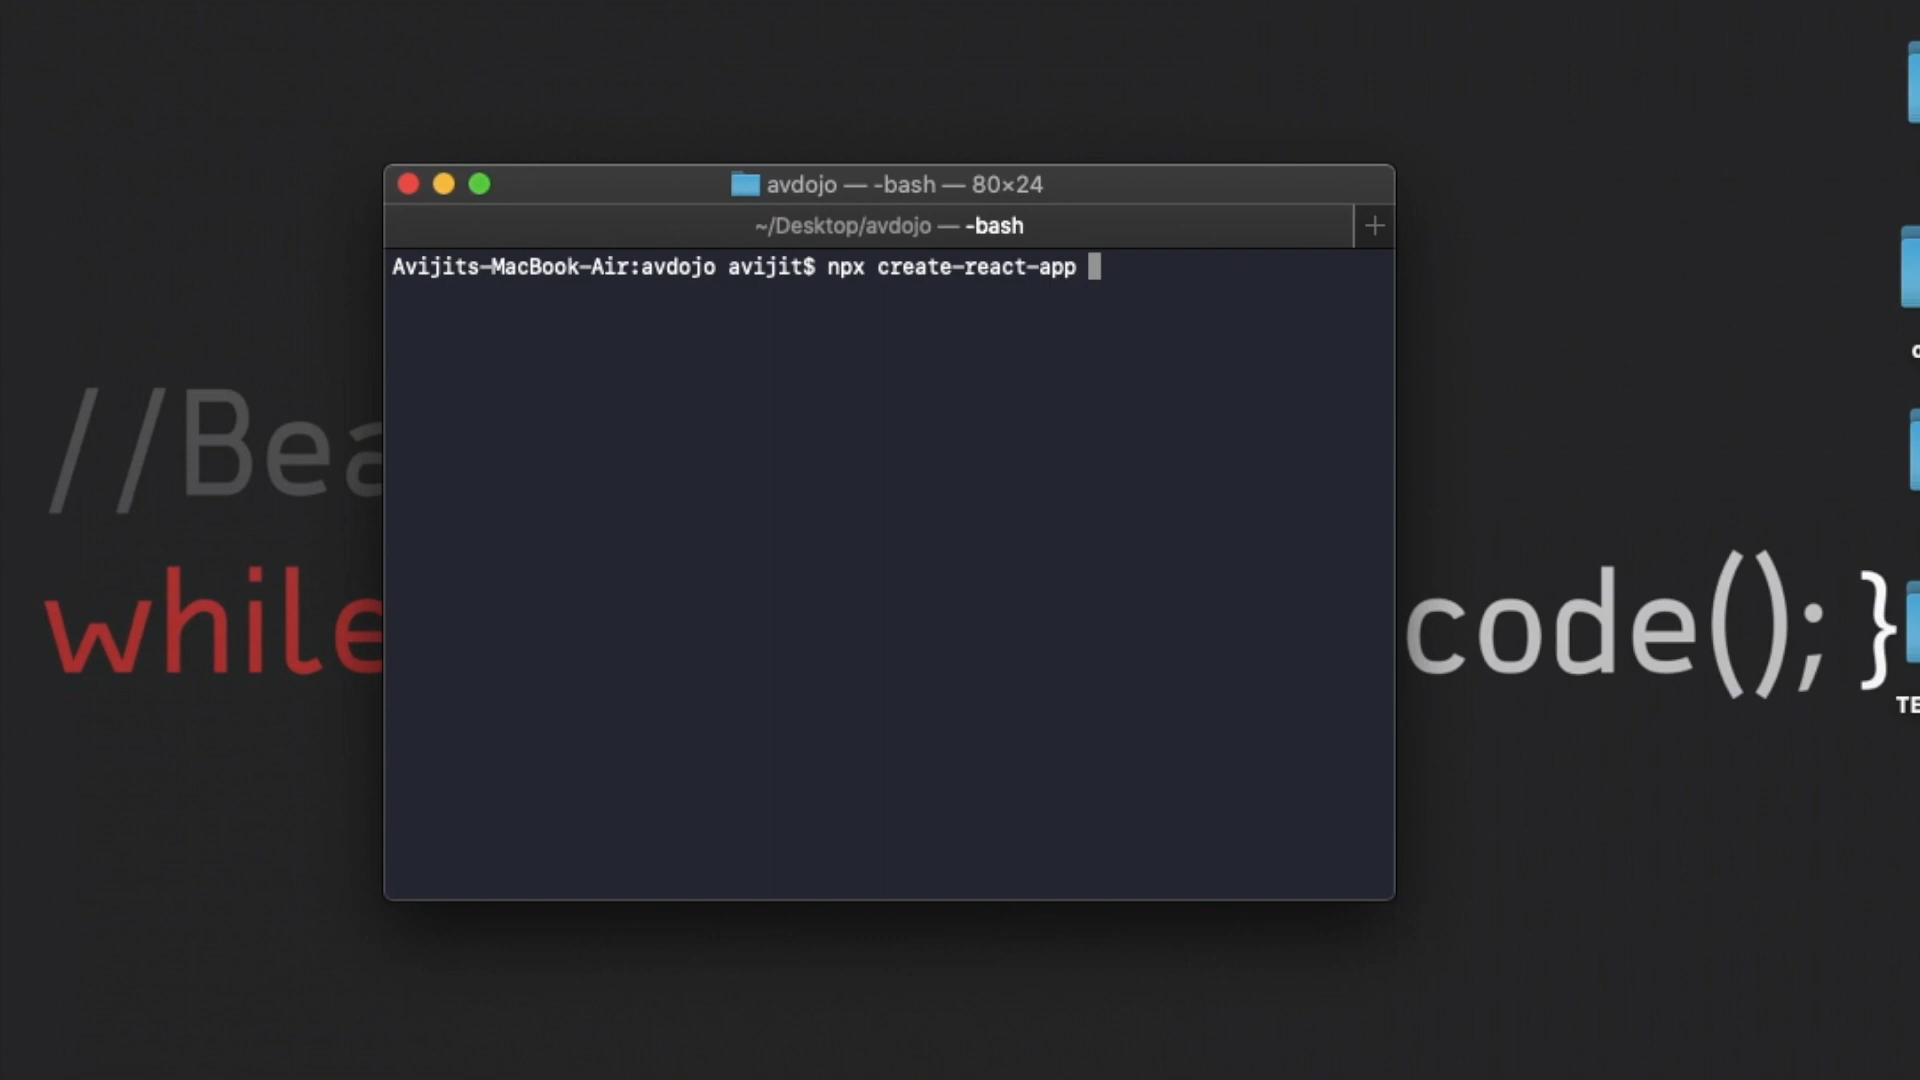 avdojo — -bash — 80×24
~/Desktop/avdojo — -bash
Avijits-MacBook-Air:avdojo avijit$ npx create-react-app
//Bea
while
code(); }
TE